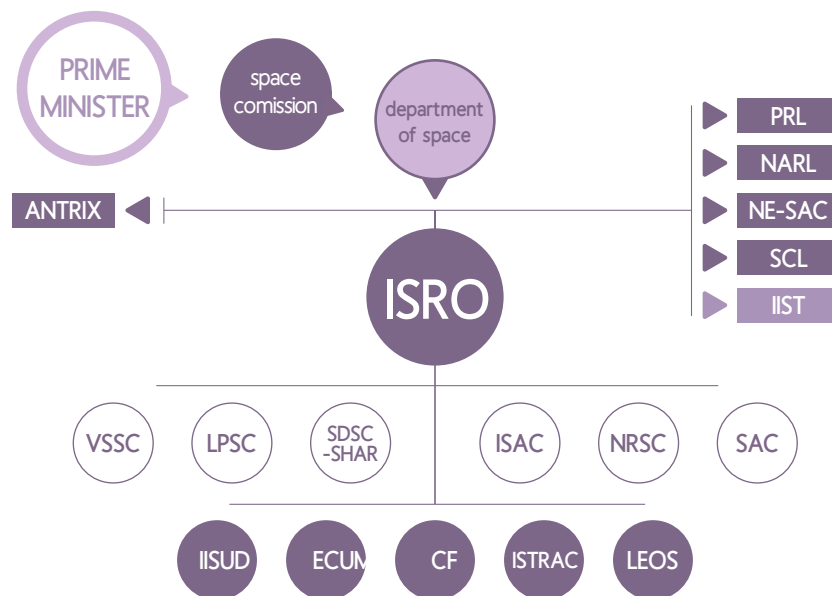 PRIME
MINISTER
space
comission
department
of space
ANTRIX
PRL
NARL
NE-SAC
SCL
IIST
ISRO
VSSC
LPSC
SDSC
-SHAR
ISAC
NRSC
SAC
IISUD
ECUM
CF
ISTRAC
LEOS